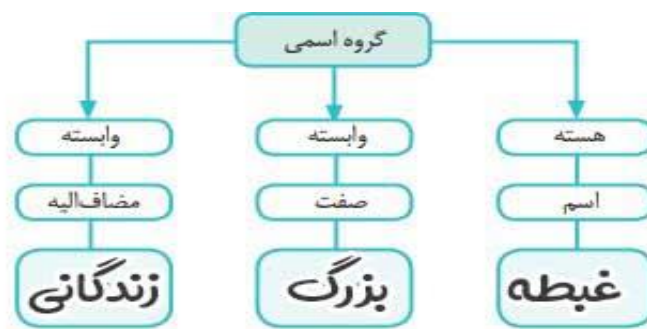 گروه اسمی
هسته
وابسته
وابسته
اسم
صفت
مضاف‌الیه
غبطه
بزرگ
زندگانی